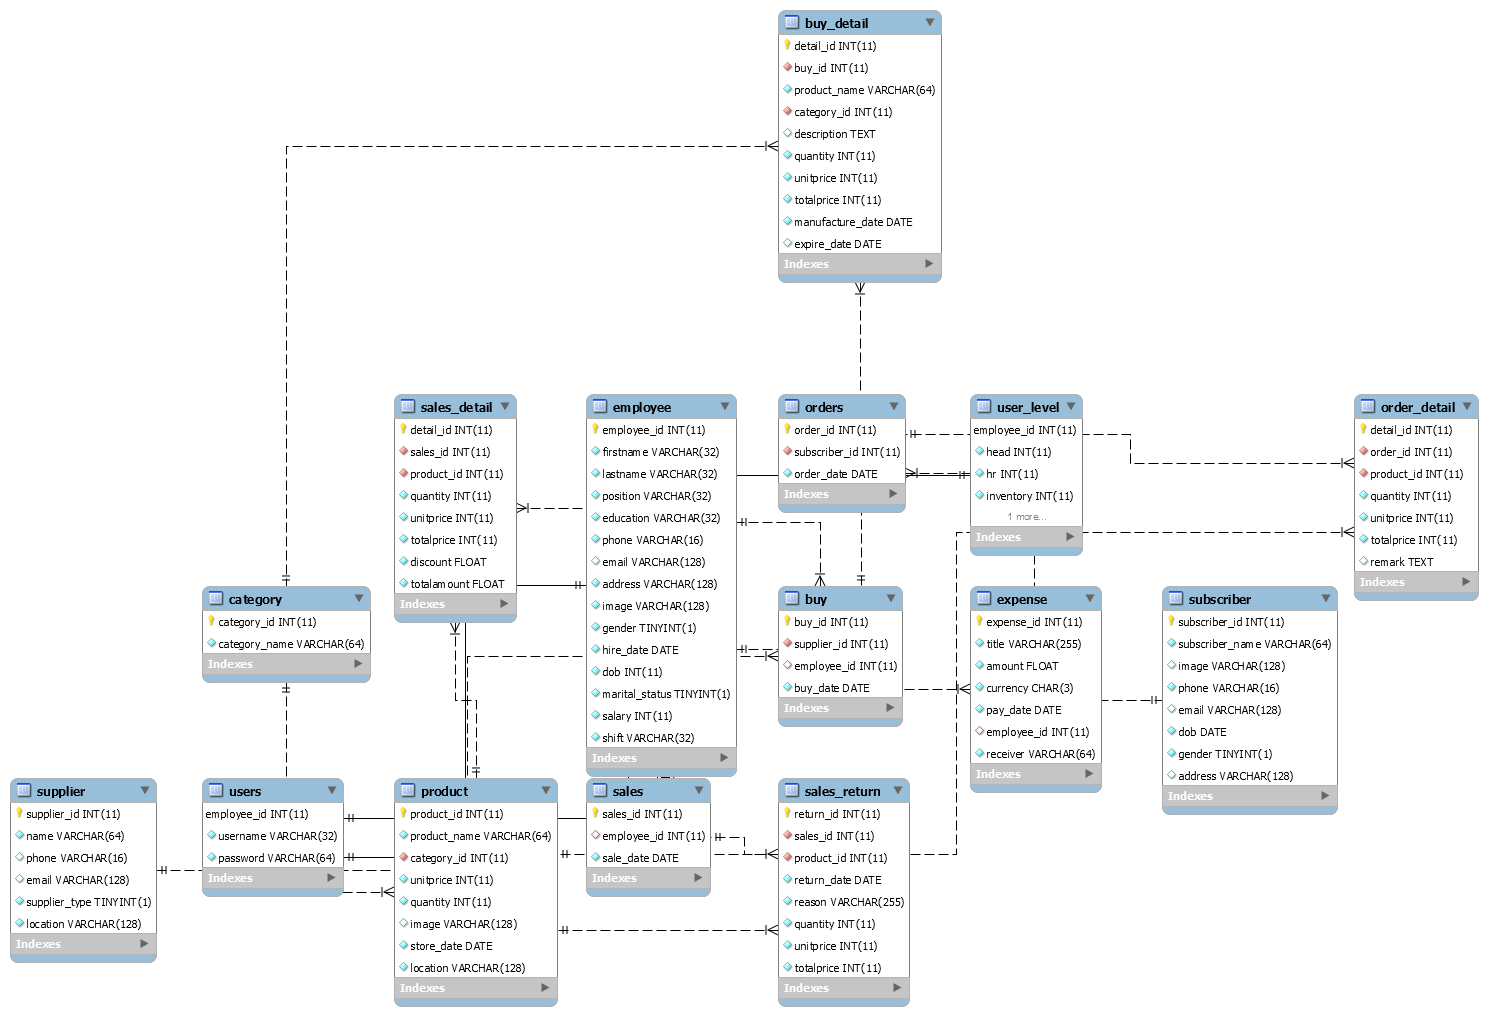 buy_detail
detail_id INT(11)
buy_id INT(11)
product_name VARCHAR(64)
category_id INT(11)
description TEXT
quantity INT(11)
unitprice INT(11)
totalprice INT(11)
manufacture_date DATE
expire_date DATE
Indexes
sales_detail
detail_id INT(11)
sales_id INT(11)
product_id INT(11)
quantity INT(11)
unitprice INT(11)
totalprice INT(11)
discount FLOAT
totalamount FLOAT
Indexes
employee
employee_id INT(11)
firstname VARCHAR(32)
lastname VARCHAR(32)
position VARCHAR(32)
education VARCHAR(32)
phone VARCHAR(16)
email VARCHAR(128)
address VARCHAR(128)
image VARCHAR(128)
gender TINYINT(1)
hire_date DATE
dob INT(11)
marital_status TINYINT(1)
salary INT(11)
shift VARCHAR(32)
Indexes
orders
order_id INT(11)
subscriber_id INT(11)
order_date DATE
Indexes
user_level
employee_id INT(11)
head INT(11)
hr INT(11)
inventory INT(11)
1 more...
Indexes
order_detail
detail_id INT(11)
order_id INT(11)
product_id INT(11)
quantity INT(11)
unitprice INT(11)
totalprice INT(11)
remark TEXT
Indexes
category
category_id INT(11)
category_name VARCHAR(64)
Indexes
buy
buy_id INT(11)
supplier_id INT(11)
employee_id INT(11)
buy_date DATE
Indexes
expense
expense_id INT(11)
title VARCHAR(255)
amount FLOAT
currency CHAR(3)
pay_date DATE
employee_id INT(11)
receiver VARCHAR(64)
Indexes
subscriber
subscriber_id INT(11)
subscriber_name VARCHAR(64)
image VARCHAR(128)
phone VARCHAR(16)
email VARCHAR(128)
dob DATE
gender TINYINT(1)
address VARCHAR(128)
Indexes
supplier
supplier_id INT(11)
name VARCHAR(64)
phone VARCHAR(16)
email VARCHAR(128)
supplier_type TINYINT(1)
location VARCHAR(128)
Indexes
users
employee_id INT(11)
username VARCHAR(32)
password VARCHAR(64)
Indexes
product
product_id INT(11)
product_name VARCHAR(64)
category_id INT(11)
unitprice INT(11)
quantity INT(11)
image VARCHAR(128)
store_date DATE
location VARCHAR(128)
Indexes
sales
sales_id INT(11)
employee_id INT(11)
sale_date DATE
Indexes
sales_return
return_id INT(11)
sales_id INT(11)
product_id INT(11)
return_date DATE
reason VARCHAR(255)
quantity INT(11)
unitprice INT(11)
totalprice INT(11)
Indexes